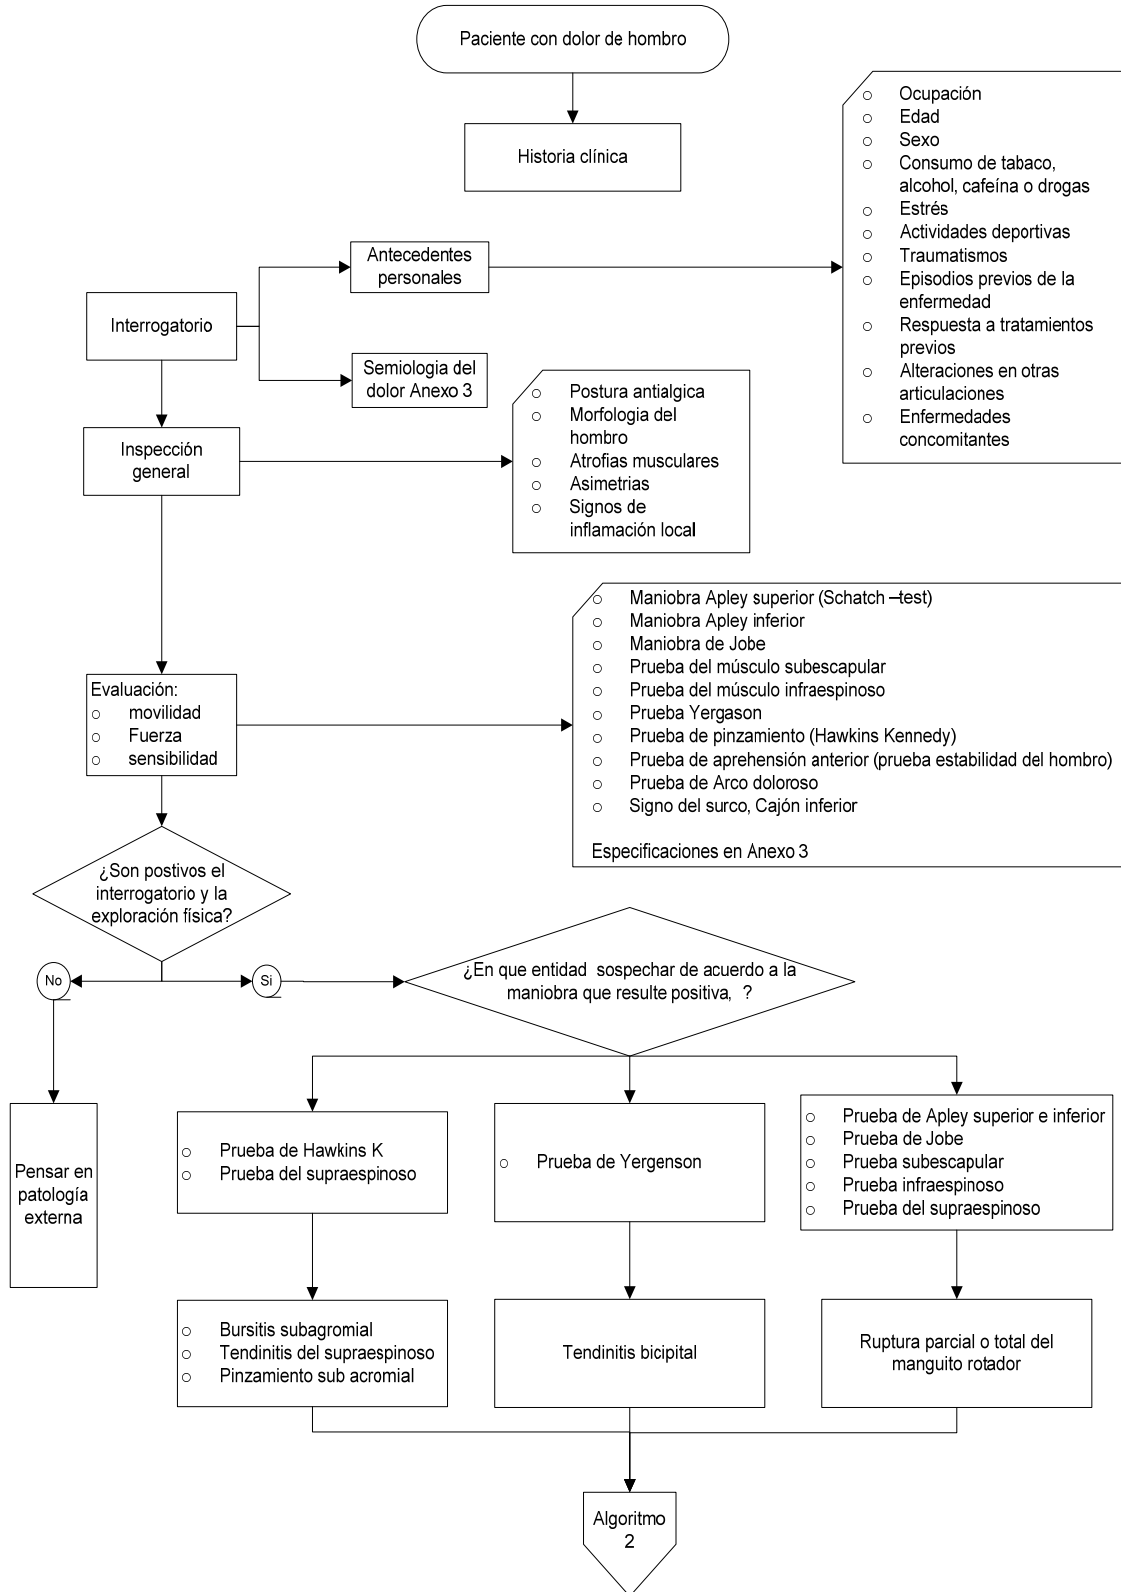 Paciente con dolor de hombro
Historia clínica
○ Ocupación
○ Edad
○ Sexo
○ Consumo de tabaco,
alcohol, cafeína o drogas
○ Estrés
○ Actividades deportivas
○ Traumatismos
○ Episodios previos de la
enfermedad
○ Respuesta a tratamientos
previos
○ Alteraciones en otras
articulaciones
○ Enfermedades
concomitantes
Antecedentes
personales
Interrogatorio
Semiologia del
dolor Anexo 3
Inspección
general
○ Postura antialgica
○ Morfologia del
hombro
○ Atrofias musculares
○ Asimetrias
○ Signos de
inflamación local
Evaluación:
○ movilidad
○ Fuerza
○ sensibilidad
○ Maniobra Apley superior (Schatch –test)
○ Maniobra Apley inferior
○ Maniobra de Jobe
○ Prueba del músculo subescapular
○ Prueba del músculo infraespinoso
○ Prueba Yergason
○ Prueba de pinzamiento (Hawkins Kennedy)
○ Prueba de aprehensión anterior (prueba estabilidad del hombro)
○ Prueba de Arco doloroso
○ Signo del surco, Cajón inferior
Especificaciones en Anexo 3
¿Son postivos el
interrogatorio y la
exploración física?
No
Si
¿En que entidad sospechar de acuerdo a la
maniobra que resulte positiva, ?
Pensar en
patología
externa
○ Prueba de Hawkins K
○ Prueba del supraespinoso
○ Prueba de Yergenson
○ Prueba de Apley superior e inferior
○ Prueba de Jobe
○ Prueba subescapular
○ Prueba infraespinoso
○ Prueba del supraespinoso
○ Bursitis subagromial
○ Tendinitis del supraespinoso
○ Pinzamiento sub acromial
Tendinitis bicipital
Ruptura parcial o total del
manguito rotador
Algoritmo
2